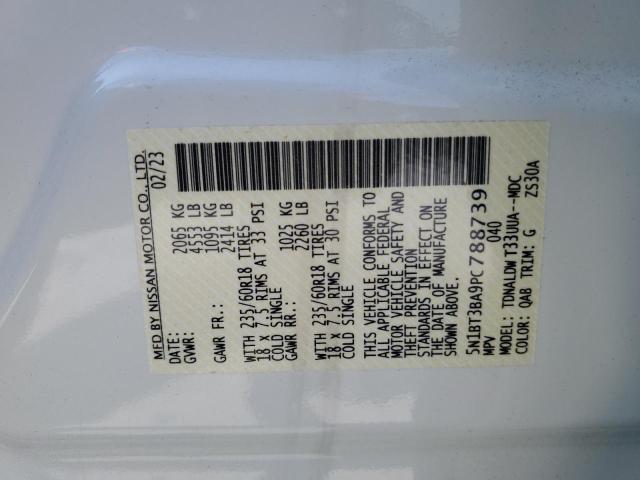 MFD BY NISSAN MOTOR CO., LTD.
DATE: 02/23
GVWR: 2065 KG
4553 LB
GAWR FR.: 1095 KG
2414 LB
WITH 235/60R18 TIRES
18 X 7.5 RIMS AT 33 PSI
COLD SINGLE
GAWR RR.: 1025 KG
2260 LB
WITH 235/60R18 TIRES
18 X 7.5 RIMS AT 30 PSI
COLD SINGLE
THIS VEHICLE CONFORMS TO
ALL APPLICABLE FEDERAL
MOTOR VEHICLE SAFETY AND
THEFT PREVENTION
STANDARDS IN EFFECT ON
THE DATE OF MANUFACTURE
SHOWN ABOVE.
5N1BT3BA9PC788739
MPV 040
MODEL: TDNALDW T33UUA--MDC
COLOR: QAB TRIM: G ZS30A